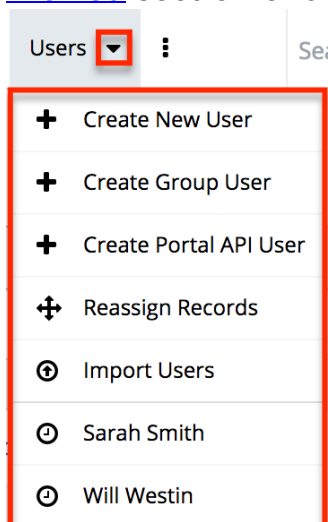 Users
Create New User
Create Group User
Create Portal API User
Reassign Records
Import Users
Sarah Smith
Will Westin